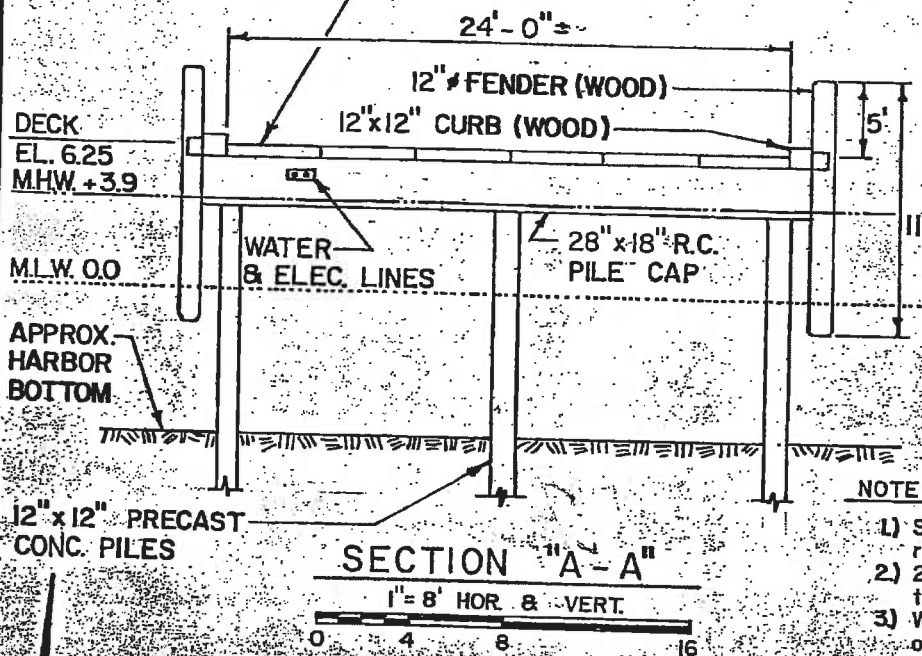 24'-0"±
12"ø FENDER (WOOD)
12"x12" CURB (WOOD)
5'
DECK
EL. 6.25
M.H.W. +3.9
11
WATER
& ELEC. LINES
28"x18" R.C.
PILE CAP
M.L.W. 0.0
APPROX.
HARBOR
BOTTOM
12"x12" PRECAST
CONC. PILES
SECTION "A-A"
1"=8' HOR. & VERT.
0 4 8 16
NOTE
1.) S
2.) 2
t
3.) W